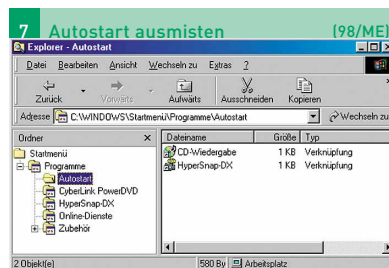 7 Autostart ausmisten (98/ME)
Explorer - Autostart
Datei Bearbeiten Ansicht Wechseln zu Extras ?
Zurück Vorwärts Aufwärts Ausschneiden Kopieren
Adresse C:\WINDOWS\Startmenü\Programme\Autostart Wechseln zu
Ordner
Dateiname Größe Typ
Startmenü
Programme
Autostart
CyberLink PowerDVD
HyperSnap-DX
Online-Dienste
Zubehör
CD-Wiedergabe 1 KB Verknüpfung
HyperSnap-DX 1 KB Verknüpfung
2 Objekt(e) 580 By Arbeitsplatz